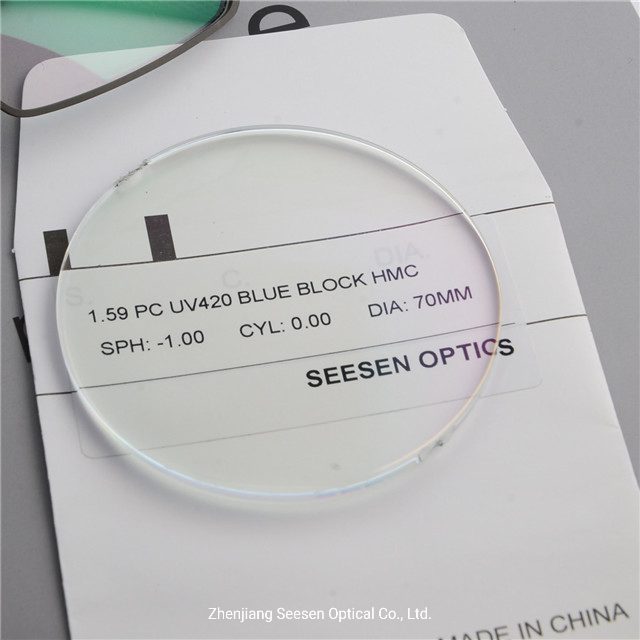 e
S. C. DIA.
1.59 PC UV420 BLUE BLOCK HMC
SPH: -1.00 CYL: 0.00 DIA: 70MM
SEESEN OPTICS
Zhenjiang Seesen Optical Co., Ltd.
MADE IN CHINA